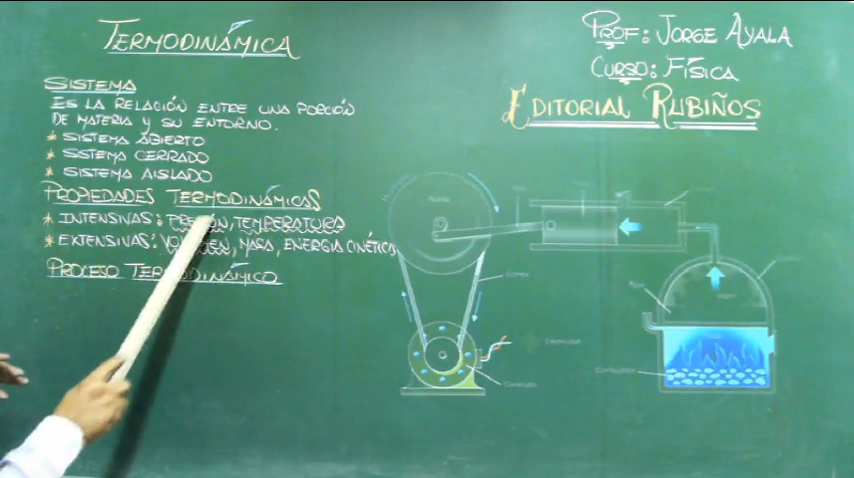 TERMODINÁMICA
SISTEMA
ES LA RELACIÓN ENTRE UNA PORCIÓN
DE MATERIA Y SU ENTORNO.
* SISTEMA ABIERTO
* SISTEMA CERRADO
* SISTEMA AISLADO
PROPIEDADES TERMODINÁMICAS
* INTENSIVAS: PRESIÓN, TEMPERATURA
* EXTENSIVAS: VOLUMEN, MASA, ENERGIA CINÉTICA
PROCESO TERMODINÁMICO
PROF: JORGE AYALA
CURSO: FÍSICA
EDITORIAL RUBIÑOS